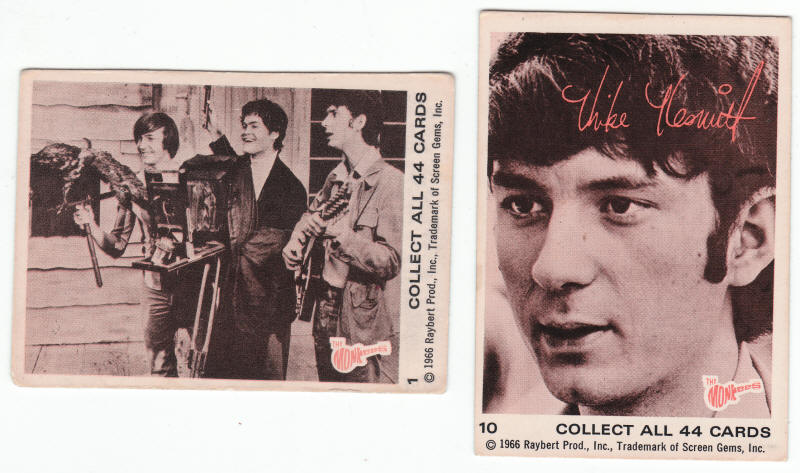 THE
MONKEES
1 COLLECT ALL 44 CARDS
© 1966 Raybert Prod., Inc., Trademark of Screen Gems, Inc.
Mike Nesmith
THE
MONKEES
10 COLLECT ALL 44 CARDS
© 1966 Raybert Prod., Inc., Trademark of Screen Gems, Inc.